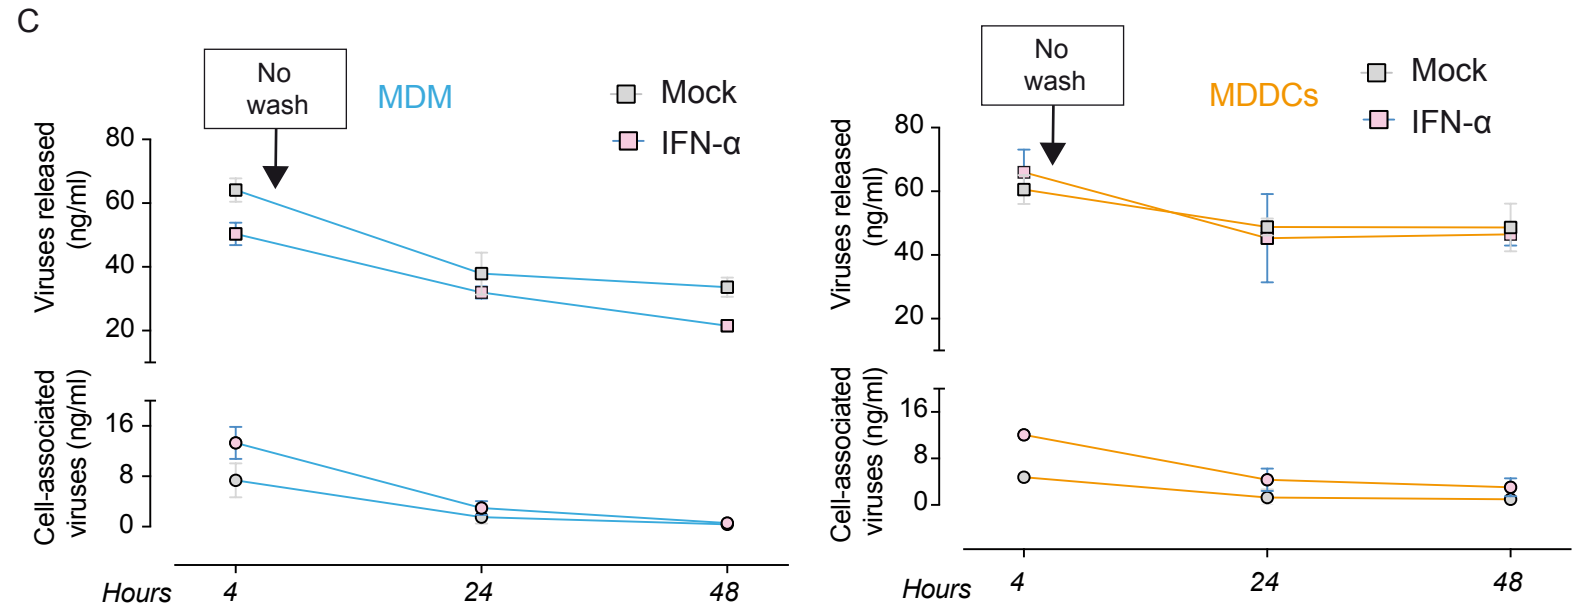 C
No
wash
MDM
Mock
IFN-α
Viruses released
(ng/ml)
80
60
40
20
Cell-associated
viruses (ng/ml)
16
8
0
Hours
4
24
48
No
wash
MDDCs
Mock
IFN-α
Viruses released
(ng/ml)
80
60
40
20
Cell-associated
viruses (ng/ml)
16
8
0
Hours
4
24
48